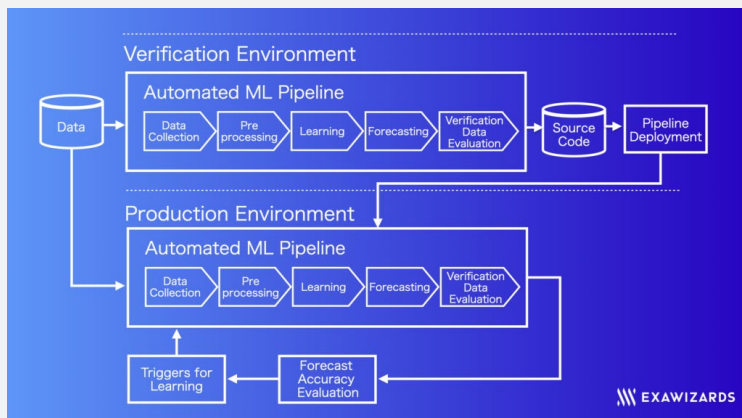 Verification Environment
Automated ML Pipeline
Data
Data
Collection
Pre
processing
Learning
Forecasting
Verification
Data
Evaluation
Source
Code
Pipeline
Deployment
Production Environment
Automated ML Pipeline
Data
Collection
Pre
processing
Learning
Forecasting
Verification
Data
Evaluation
Triggers for
Learning
Forecast
Accuracy
Evaluation
EXAWIZARDS